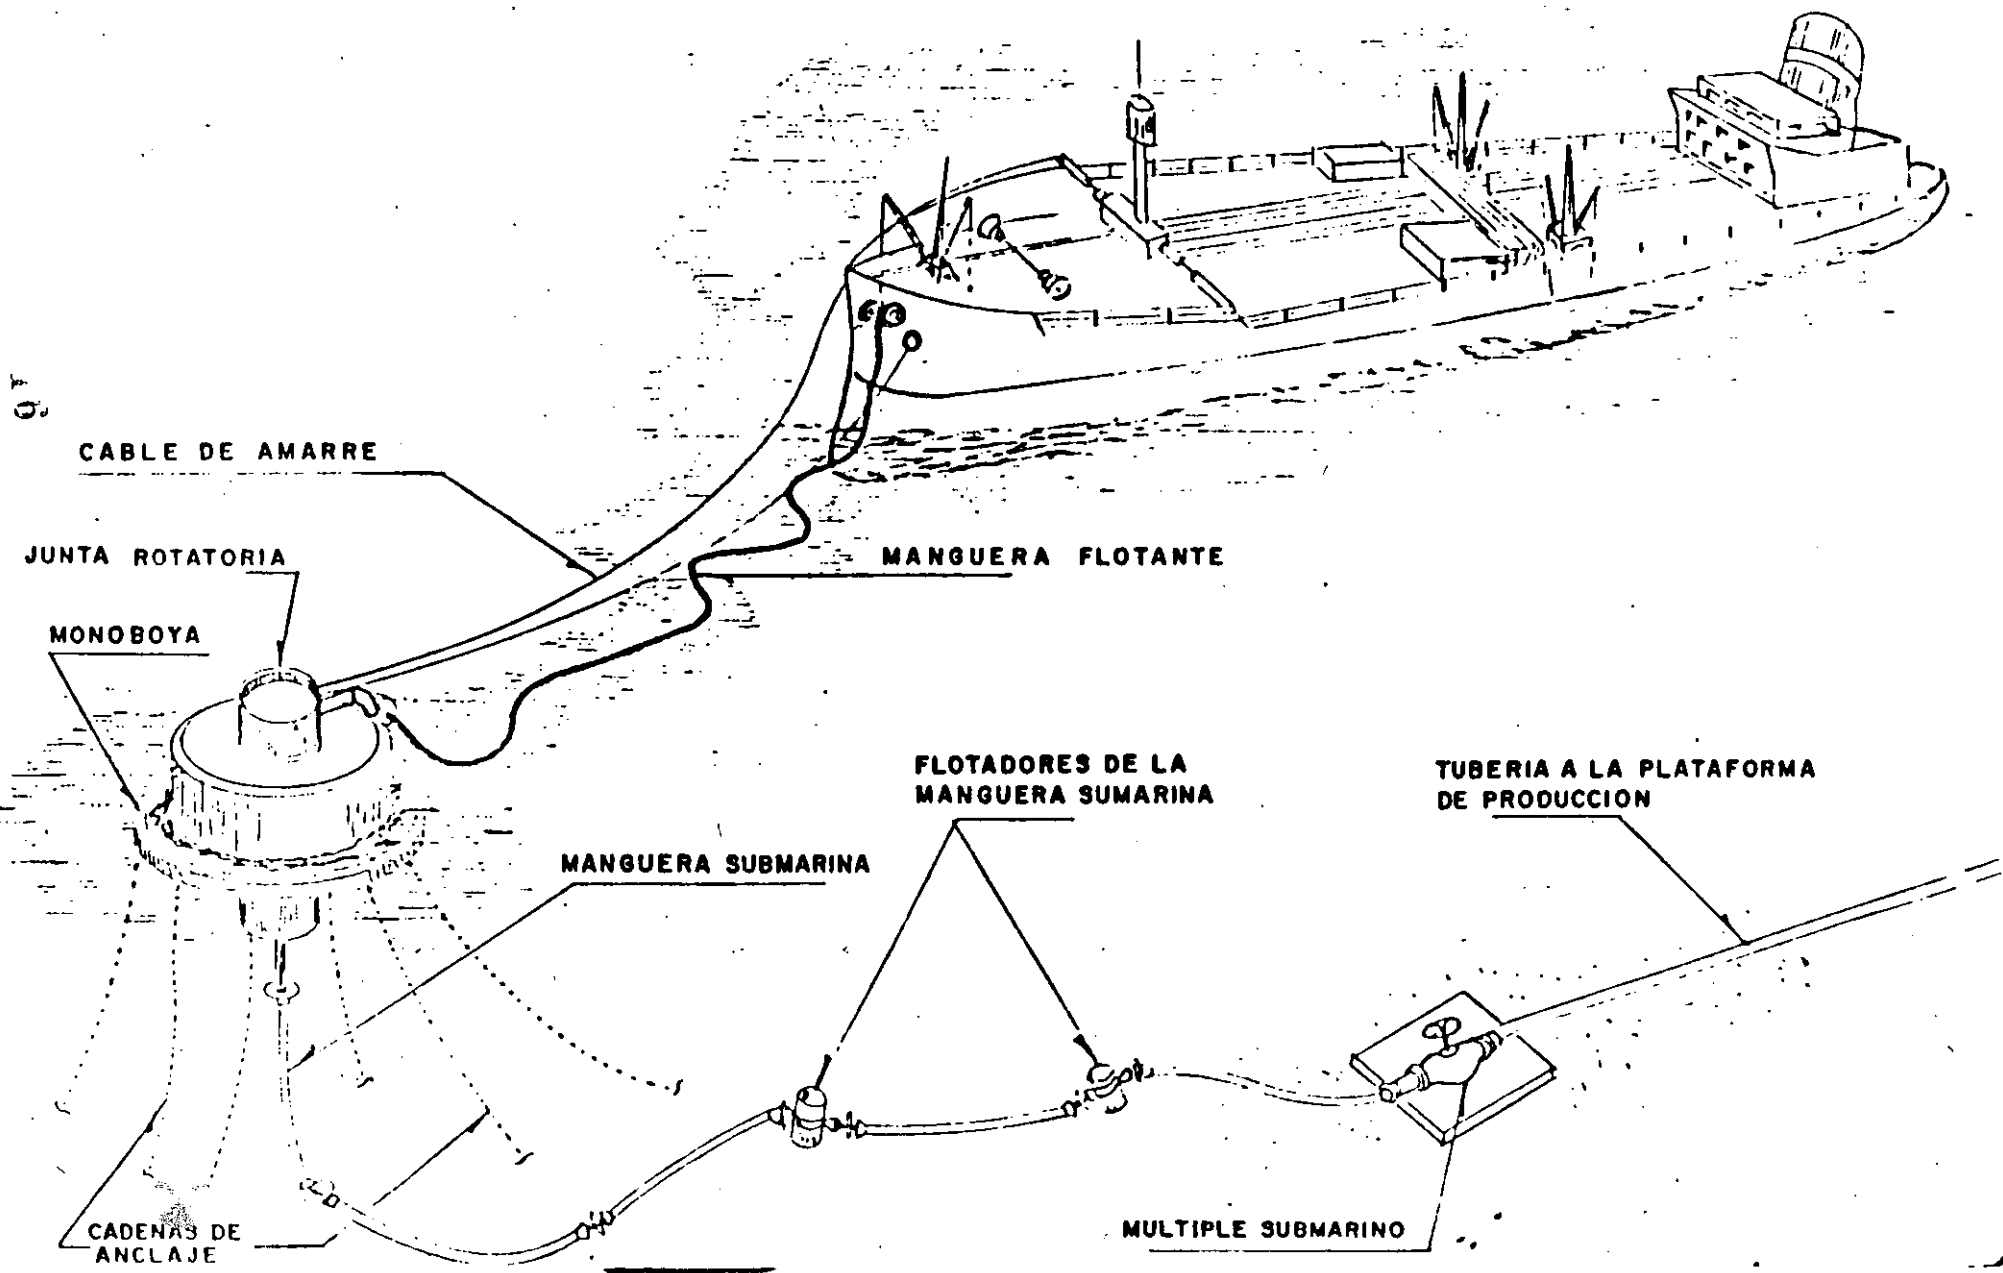 CABLE DE AMARRE
JUNTA ROTATORIA
MANGUERA FLOTANTE
MONOBOYA
FLOTADORES DE LA
MANGUERA SUMARINA
TUBERIA A LA PLATAFORMA
DE PRODUCCION
MANGUERA SUBMARINA
CADENAS DE
ANCLAJE
MULTIPLE SUBMARINO